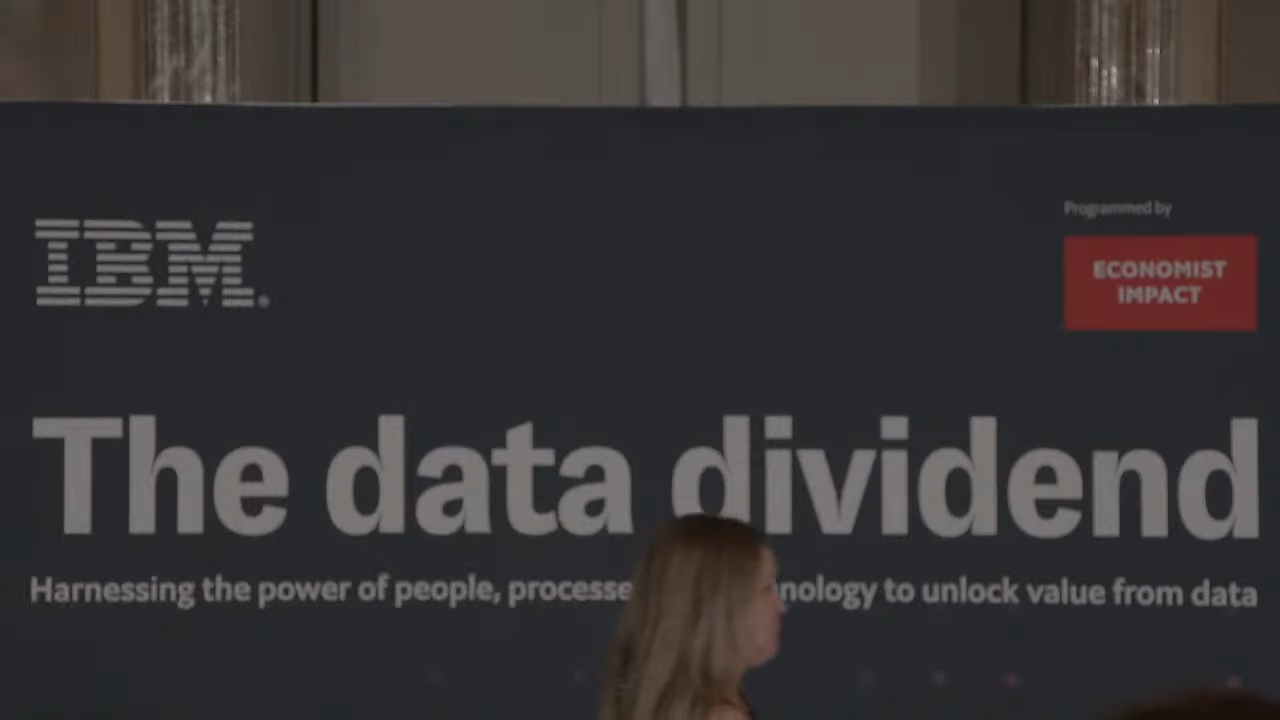 Programmed by
IBM®
ECONOMIST
IMPACT
The data dividend
Harnessing the power of people, processe nology to unlock value from data